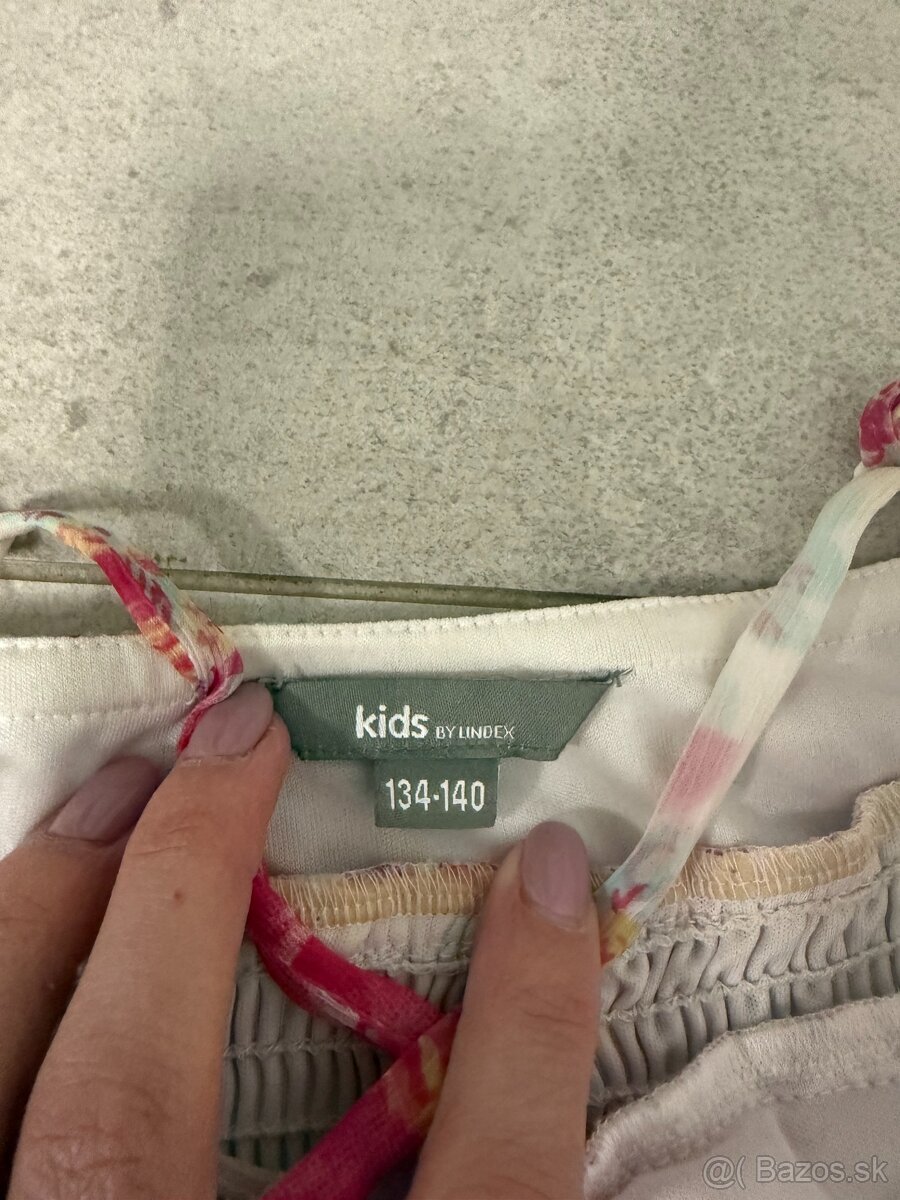 kids BY LINDEX
134-140
@( Bazos.sk